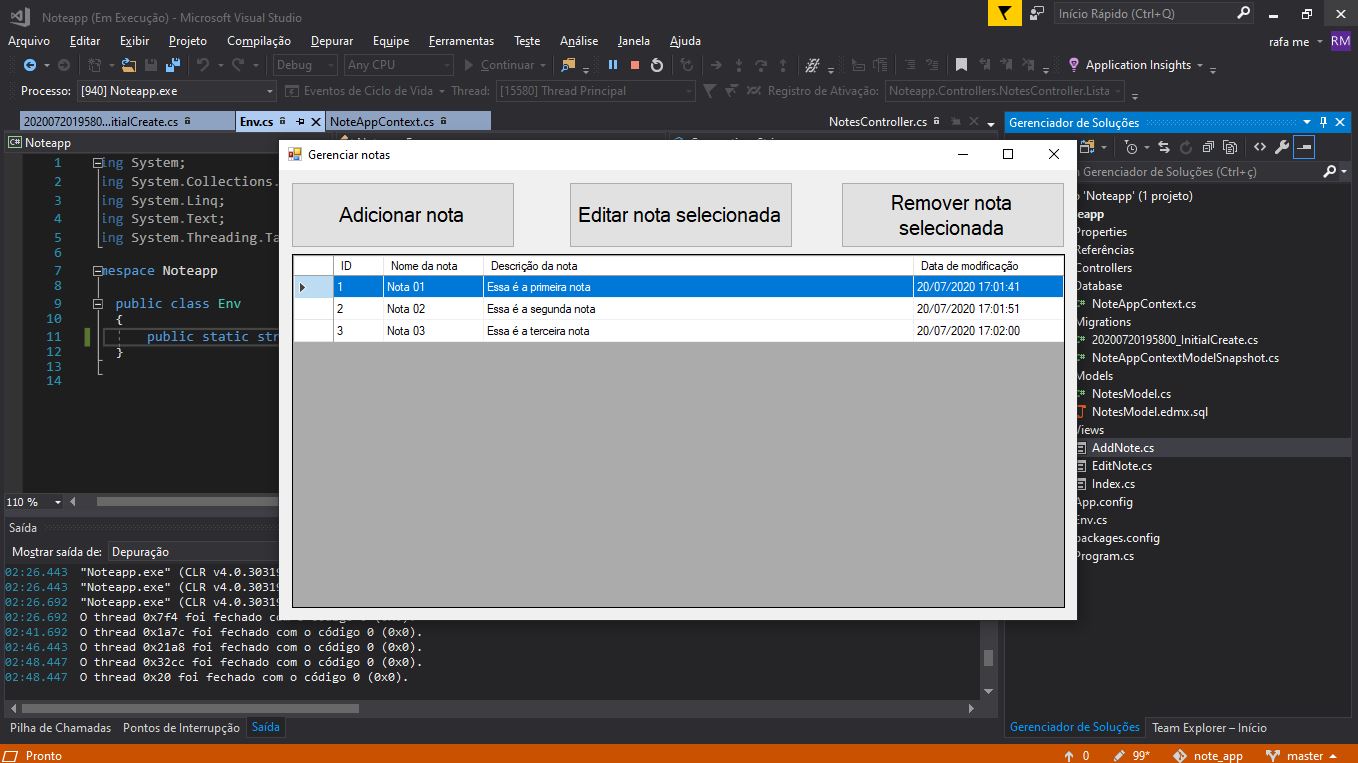 Noteapp (Em Execução) - Microsoft Visual Studio
Início Rápido (Ctrl+Q)
Arquivo Editar Exibir Projeto Compilação Depurar Equipe Ferramentas Teste Análise Janela Ajuda
rafa me RM
Debug Any CPU Continuar Application Insights
Processo: [940] Noteapp.exe Eventos de Ciclo de Vida Thread: [15580] Thread Principal Registro de Ativação: Noteapp.Controllers.NotesController.Lista
2020072019580...itialCreate.cs Env.cs NoteAppContext.cs NotesController.cs
C# Noteapp
1 ing System;
2 ing System.Collections.
3 ing System.Linq;
4 ing System.Text;
5 ing System.Threading.Ta
6
7 mespace Noteapp
8
9 public class Env
10 {
11 public static str
12 }
13
14
110 %
Gerenciar notas
Adicionar nota
Editar nota selecionada
Remover nota
selecionada
ID Nome da nota Descrição da nota Data de modificação
1 Nota 01 Essa é a primeira nota 20/07/2020 17:01:41
2 Nota 02 Essa é a segunda nota 20/07/2020 17:01:51
3 Nota 03 Essa é a terceira nota 20/07/2020 17:02:00
Gerenciador de Soluções
Gerenciador de Soluções (Ctrl+ç)
'Noteapp' (1 projeto)
eapp
Properties
Referências
Controllers
Database
NoteAppContext.cs
Migrations
20200720195800_InitialCreate.cs
NoteAppContextModelSnapshot.cs
Models
NotesModel.cs
NotesModel.edmx.sql
Views
AddNote.cs
EditNote.cs
Index.cs
App.config
Env.cs
packages.config
Program.cs
Saída
Mostrar saída de: Depuração
02:26.443 "Noteapp.exe" (CLR v4.0.30319
02:26.443 "Noteapp.exe" (CLR v4.0.30319
02:26.692 "Noteapp.exe" (CLR v4.0.30319
02:26.692 O thread 0x7f4 foi fechado com o código 0 (0x0).
02:41.692 O thread 0x1a7c foi fechado com o código 0 (0x0).
02:46.443 O thread 0x21a8 foi fechado com o código 0 (0x0).
02:48.447 O thread 0x32cc foi fechado com o código 0 (0x0).
02:48.447 O thread 0x20 foi fechado com o código 0 (0x0).
Pilha de Chamadas Pontos de Interrupção Saída
Gerenciador de Soluções Team Explorer – Início
Pronto 0 99* note_app master